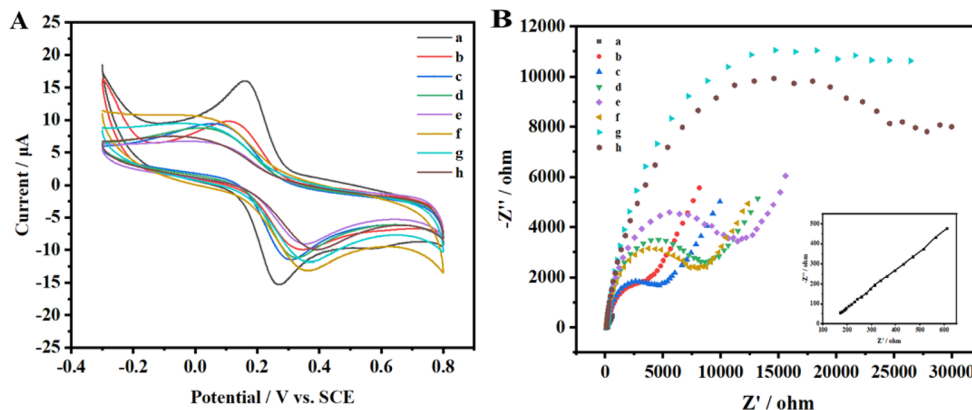 A
Current / μA
25
20
15
10
5
0
-5
-10
-15
-20
-25
-0.4 -0.2 0.0 0.2 0.4 0.6 0.8
Potential / V vs. SCE
a
b
c
d
e
f
g
h
B
-Z'' / ohm
12000
10000
8000
6000
4000
2000
0
0 5000 10000 15000 20000 25000 30000
Z' / ohm
a
b
c
d
e
f
g
h
-Z'' / ohm
500
400
300
200
100
0
100 200 300 400 500 600
Z' / ohm